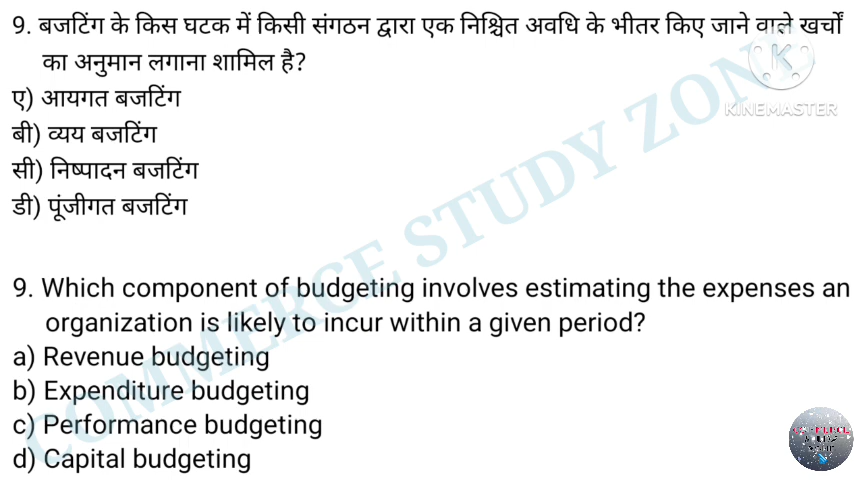 9. बजटिंग के किस घटक में किसी संगठन द्वारा एक निश्चित अवधि के भीतर किए जाने वाले खर्चों
का अनुमान लगाना शामिल है?
ए) आयगत बजटिंग
बी) व्यय बजटिंग
सी) निष्पादन बजटिंग
डी) पूंजीगत बजटिंग
KINEMASTER
COMMERCE STUDY ZONE
9. Which component of budgeting involves estimating the expenses an
organization is likely to incur within a given period?
a) Revenue budgeting
b) Expenditure budgeting
c) Performance budgeting
d) Capital budgeting